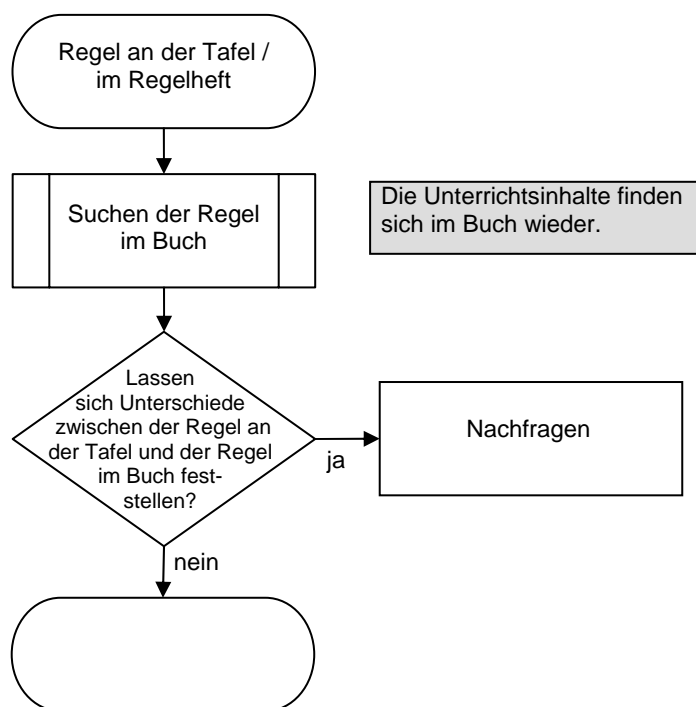 Regel an der Tafel /
im Regelheft
Suchen der Regel
im Buch
Die Unterrichtsinhalte finden
sich im Buch wieder.
Lassen
sich Unterschiede
zwischen der Regel an
der Tafel und der Regel
im Buch fest-
stellen?
ja
Nachfragen
nein